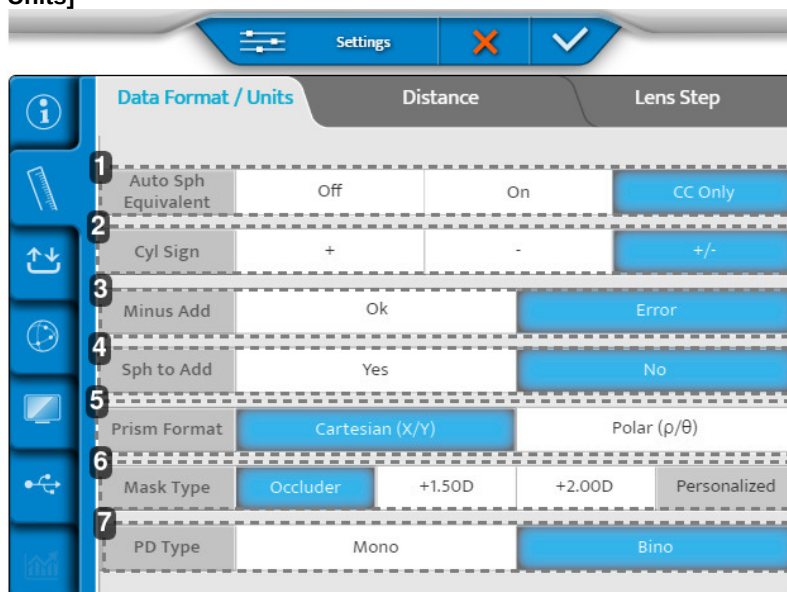 Units]
Settings
Data Format / Units Distance Lens Step
1
Auto Sph Equivalent Off On CC Only
2
Cyl Sign + - +/-
3
Minus Add Ok Error
4
Sph to Add Yes No
5
Prism Format Cartesian (X/Y) Polar (ρ/θ)
6
Mask Type Occluder +1.50D +2.00D Personalized
7
PD Type Mono Bino